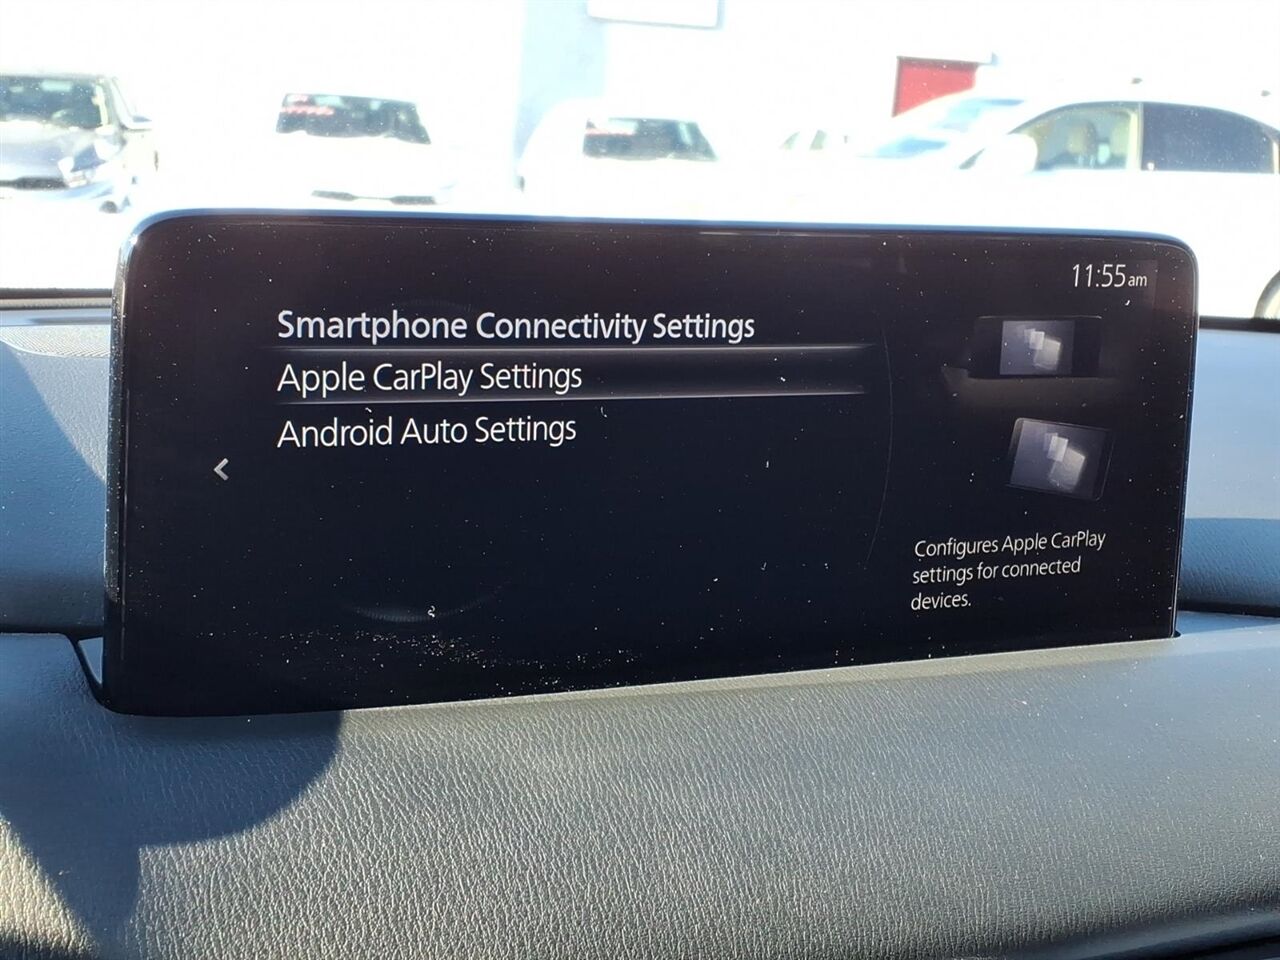 11:55am
Smartphone Connectivity Settings
Apple CarPlay Settings
Android Auto Settings
Configures Apple CarPlay
settings for connected
devices.